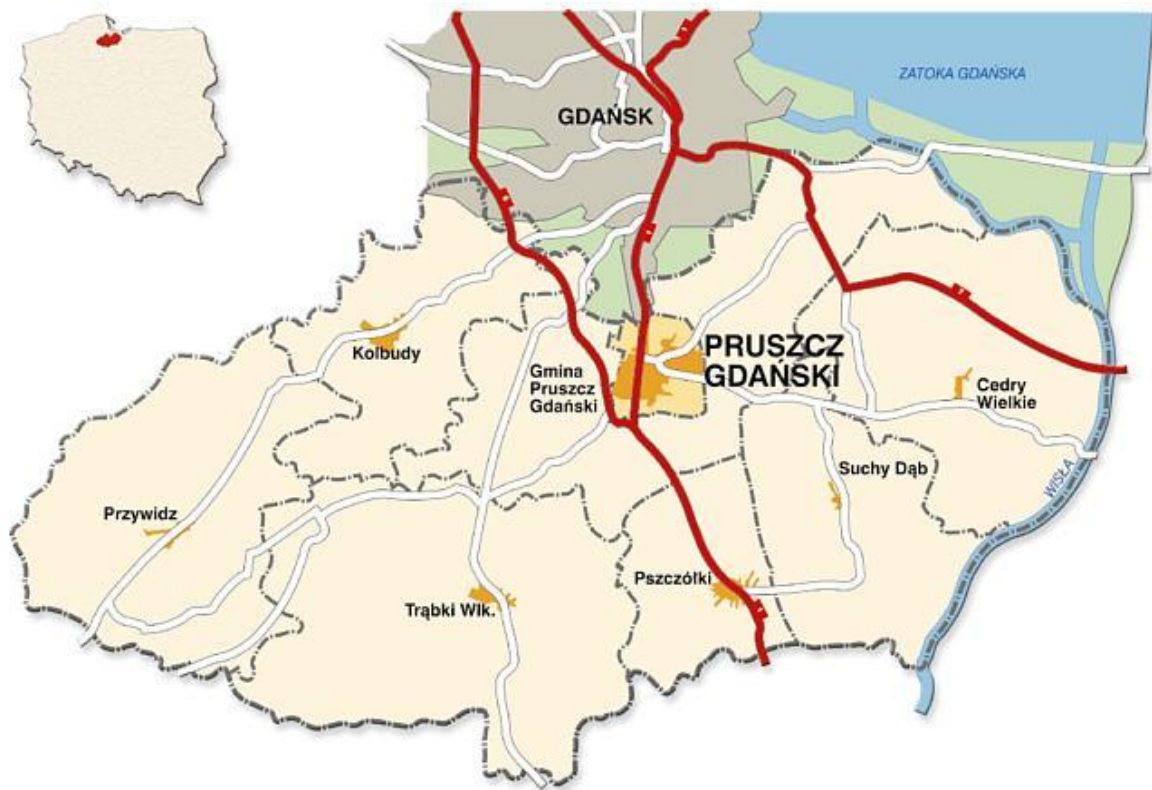 ZATOKA GDAŃSKA
GDAŃSK
PRUSZCZ
GDAŃSKI
Kolbudy
Gmina
Pruszcz
Gdański
Cedry
Wielkie
Suchy Dąb
WISŁA
Przywidz
Pszczółki
Trąbki Wlk.